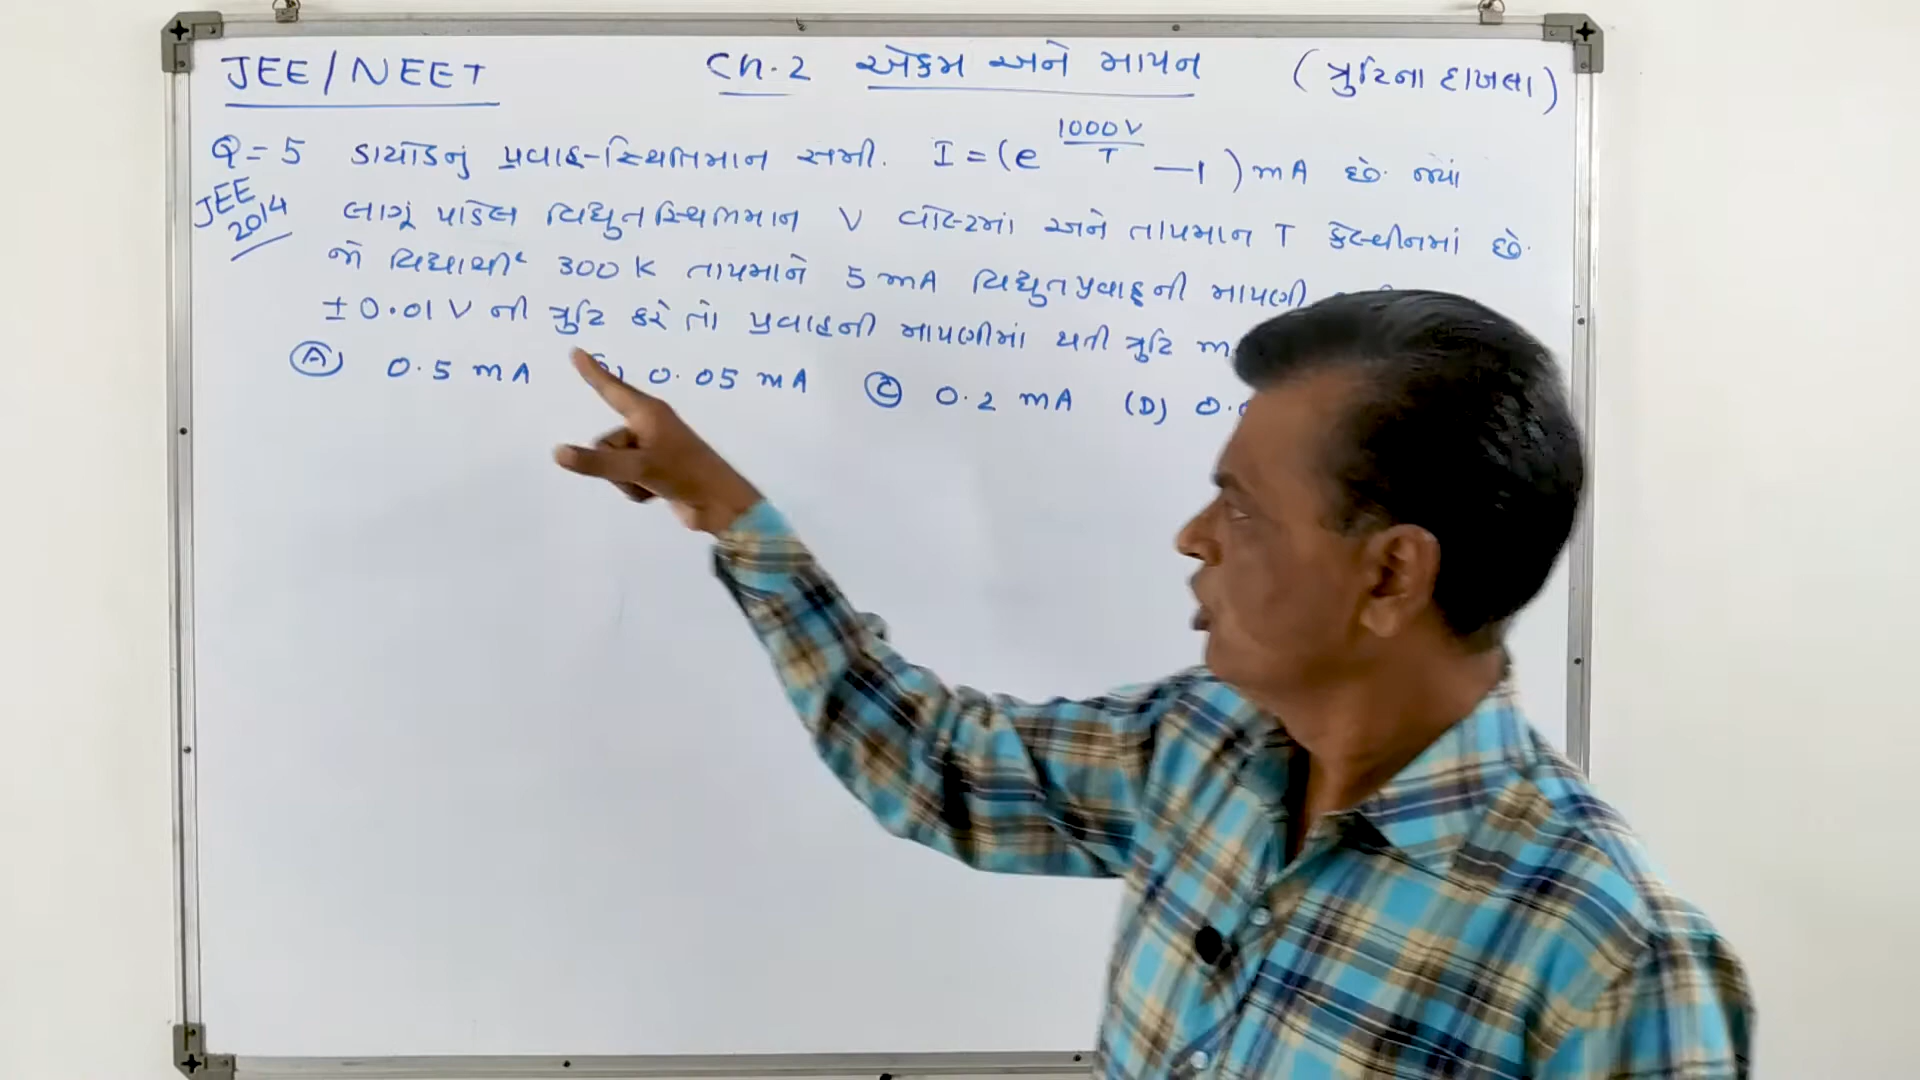 JEE/NEET Ch.2 એકમ અને માપન (ત્રુટિના દાખલા)
Q=5 ડાયોડનું પ્રવાહ-સ્થિતિમાન સમી. I=(e^{1000V/T} -1) mA છે. જ્યાં
JEE 2014
લાગૂ પાડેલ વિદ્યુતસ્થિતિમાન V વોલ્ટમાં અને તાપમાન T કેલ્વીનમાં છે.
જો વિદ્યાર્થી 300 K તાપમાને 5 mA વિદ્યુતપ્રવાહની માપણી
±0.01 V ની ત્રુટિ કરે તો પ્રવાહની માપણીમાં થતી ત્રુટિ
(A) 0.5 mA 0.05 mA (C) 0.2 mA (D) 0.